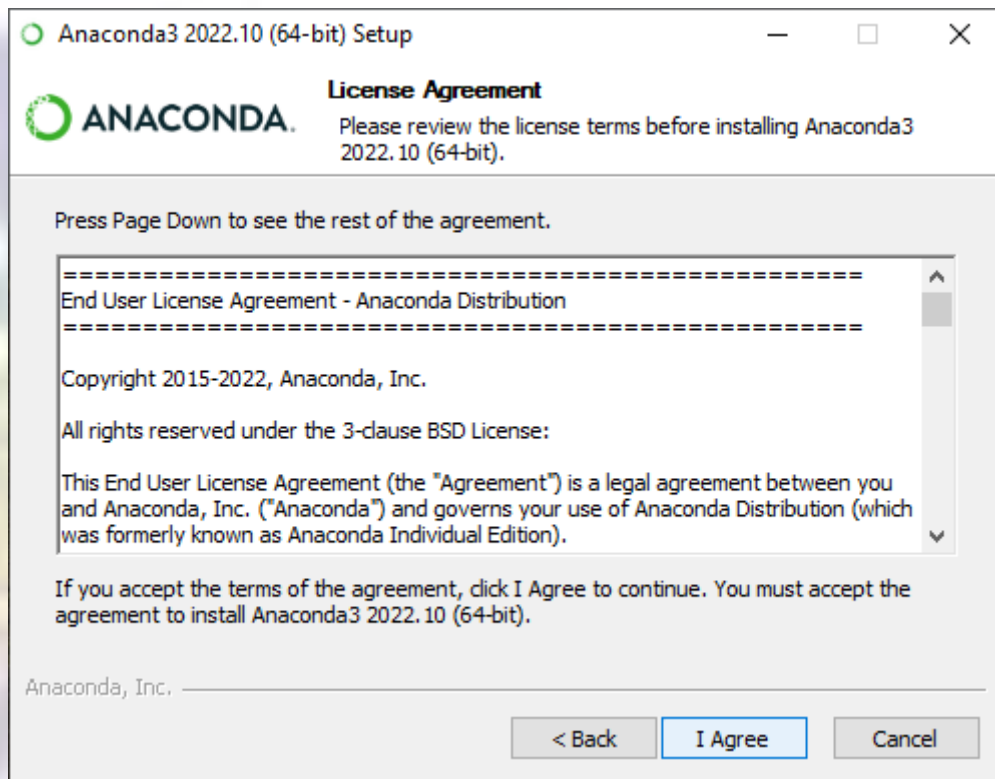 Anaconda3 2022.10 (64-bit) Setup
ANACONDA.
License Agreement
Please review the license terms before installing Anaconda3
2022.10 (64-bit).
Press Page Down to see the rest of the agreement.
==================================================
End User License Agreement - Anaconda Distribution
==================================================
Copyright 2015-2022, Anaconda, Inc.
All rights reserved under the 3-clause BSD License:
This End User License Agreement (the "Agreement") is a legal agreement between you
and Anaconda, Inc. ("Anaconda") and governs your use of Anaconda Distribution (which
was formerly known as Anaconda Individual Edition).
If you accept the terms of the agreement, click I Agree to continue. You must accept the
agreement to install Anaconda3 2022.10 (64-bit).
Anaconda, Inc.
< Back
I Agree
Cancel